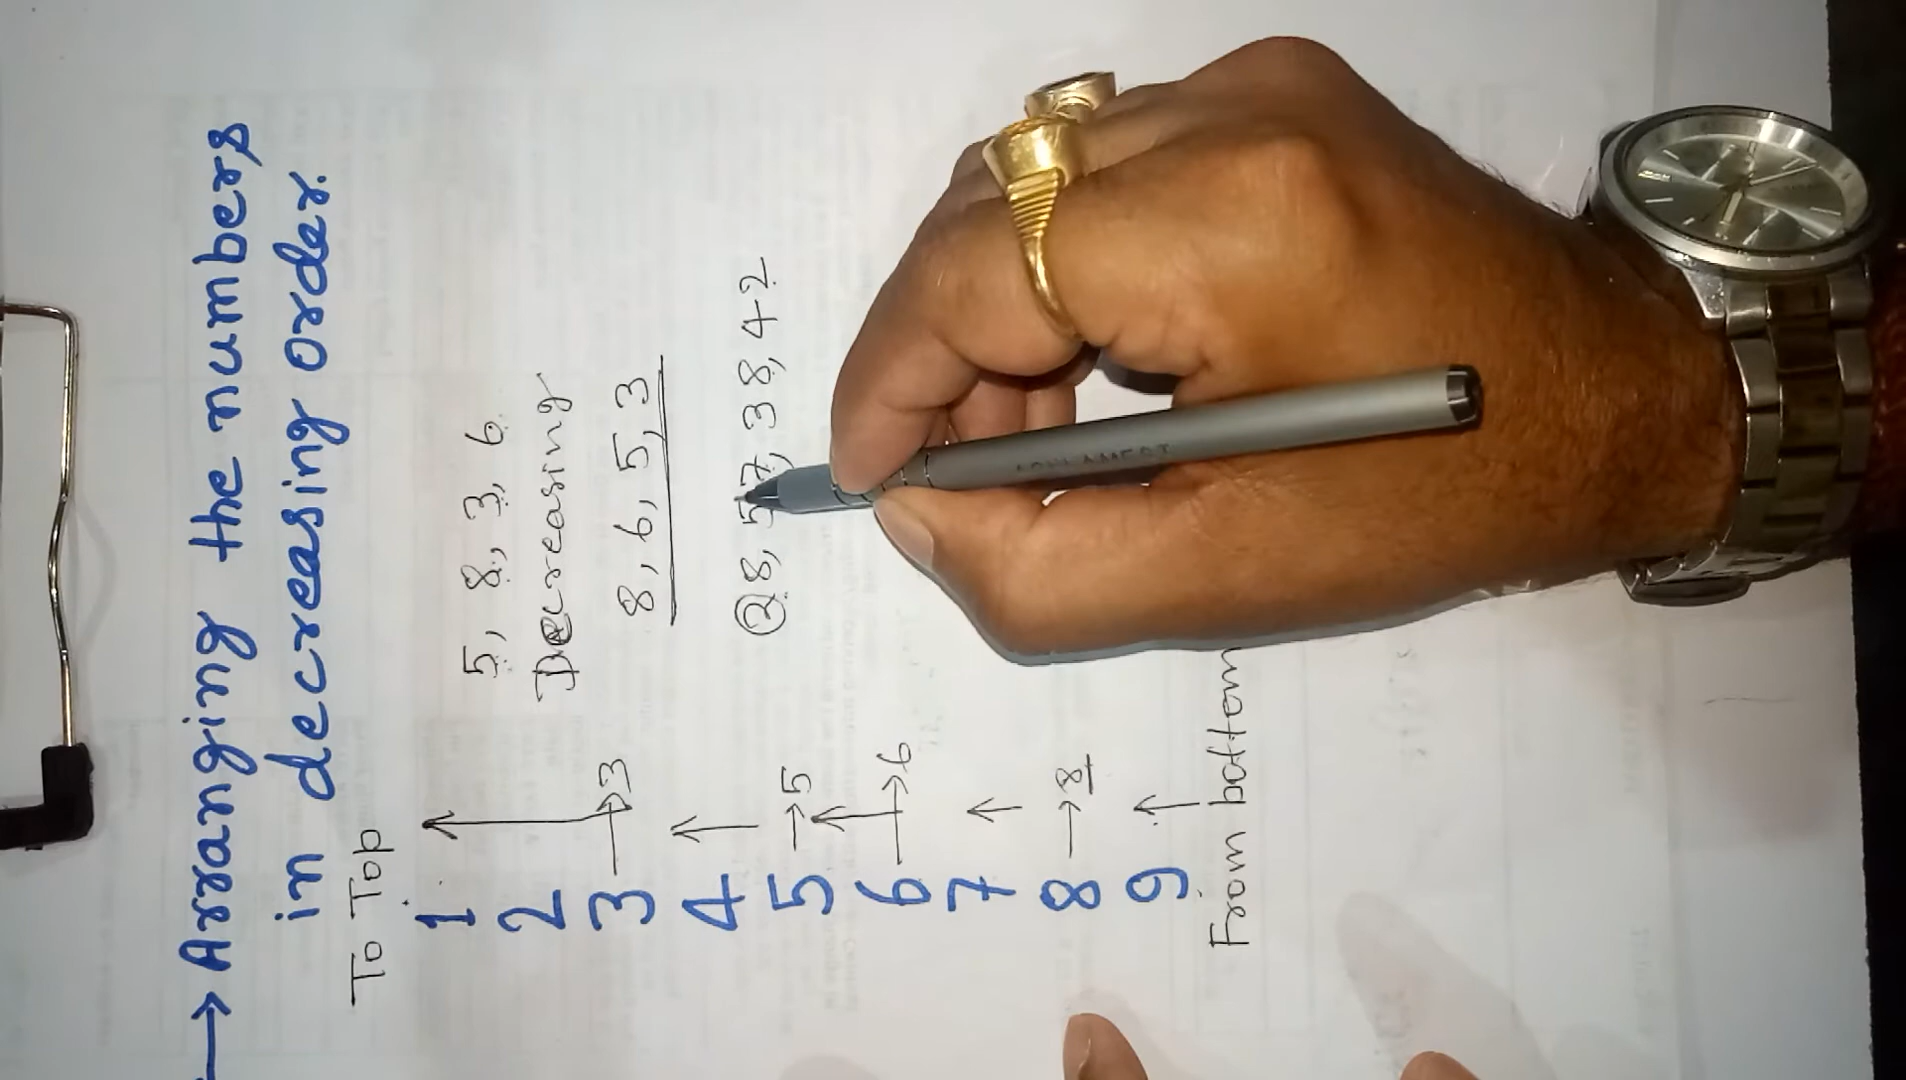 → Arranging the numbers
in decreasing order.
To Top
1
2
3 → 3
4
5 → 5
6 → 6
7
8 → 8
9
From bottom
5, 8, 3, 6
Decreasing
8, 6, 5, 3
② 8, 57, 38, 42